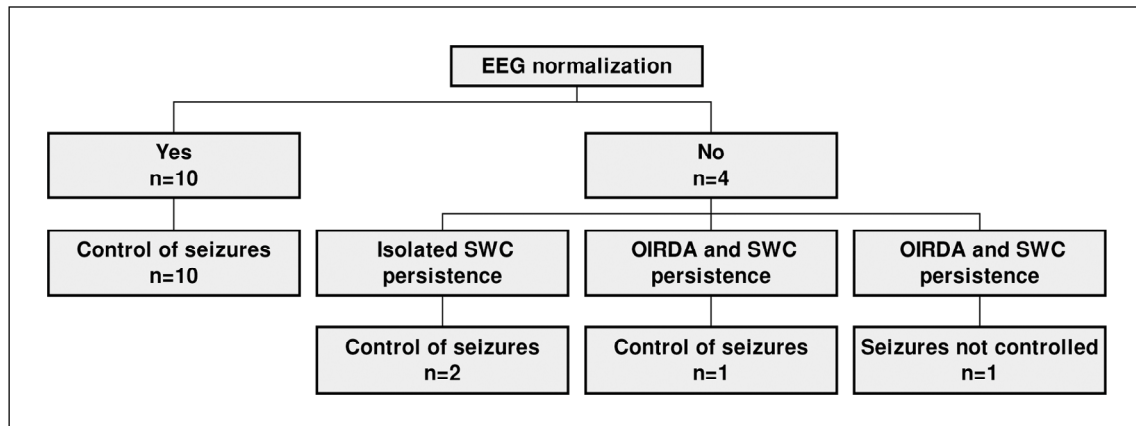 EEG normalization
Yes
n=10
No
n=4
Control of seizures
n=10
Isolated SWC
persistence
OIRDA and SWC
persistence
OIRDA and SWC
persistence
Control of seizures
n=2
Control of seizures
n=1
Seizures not controlled
n=1